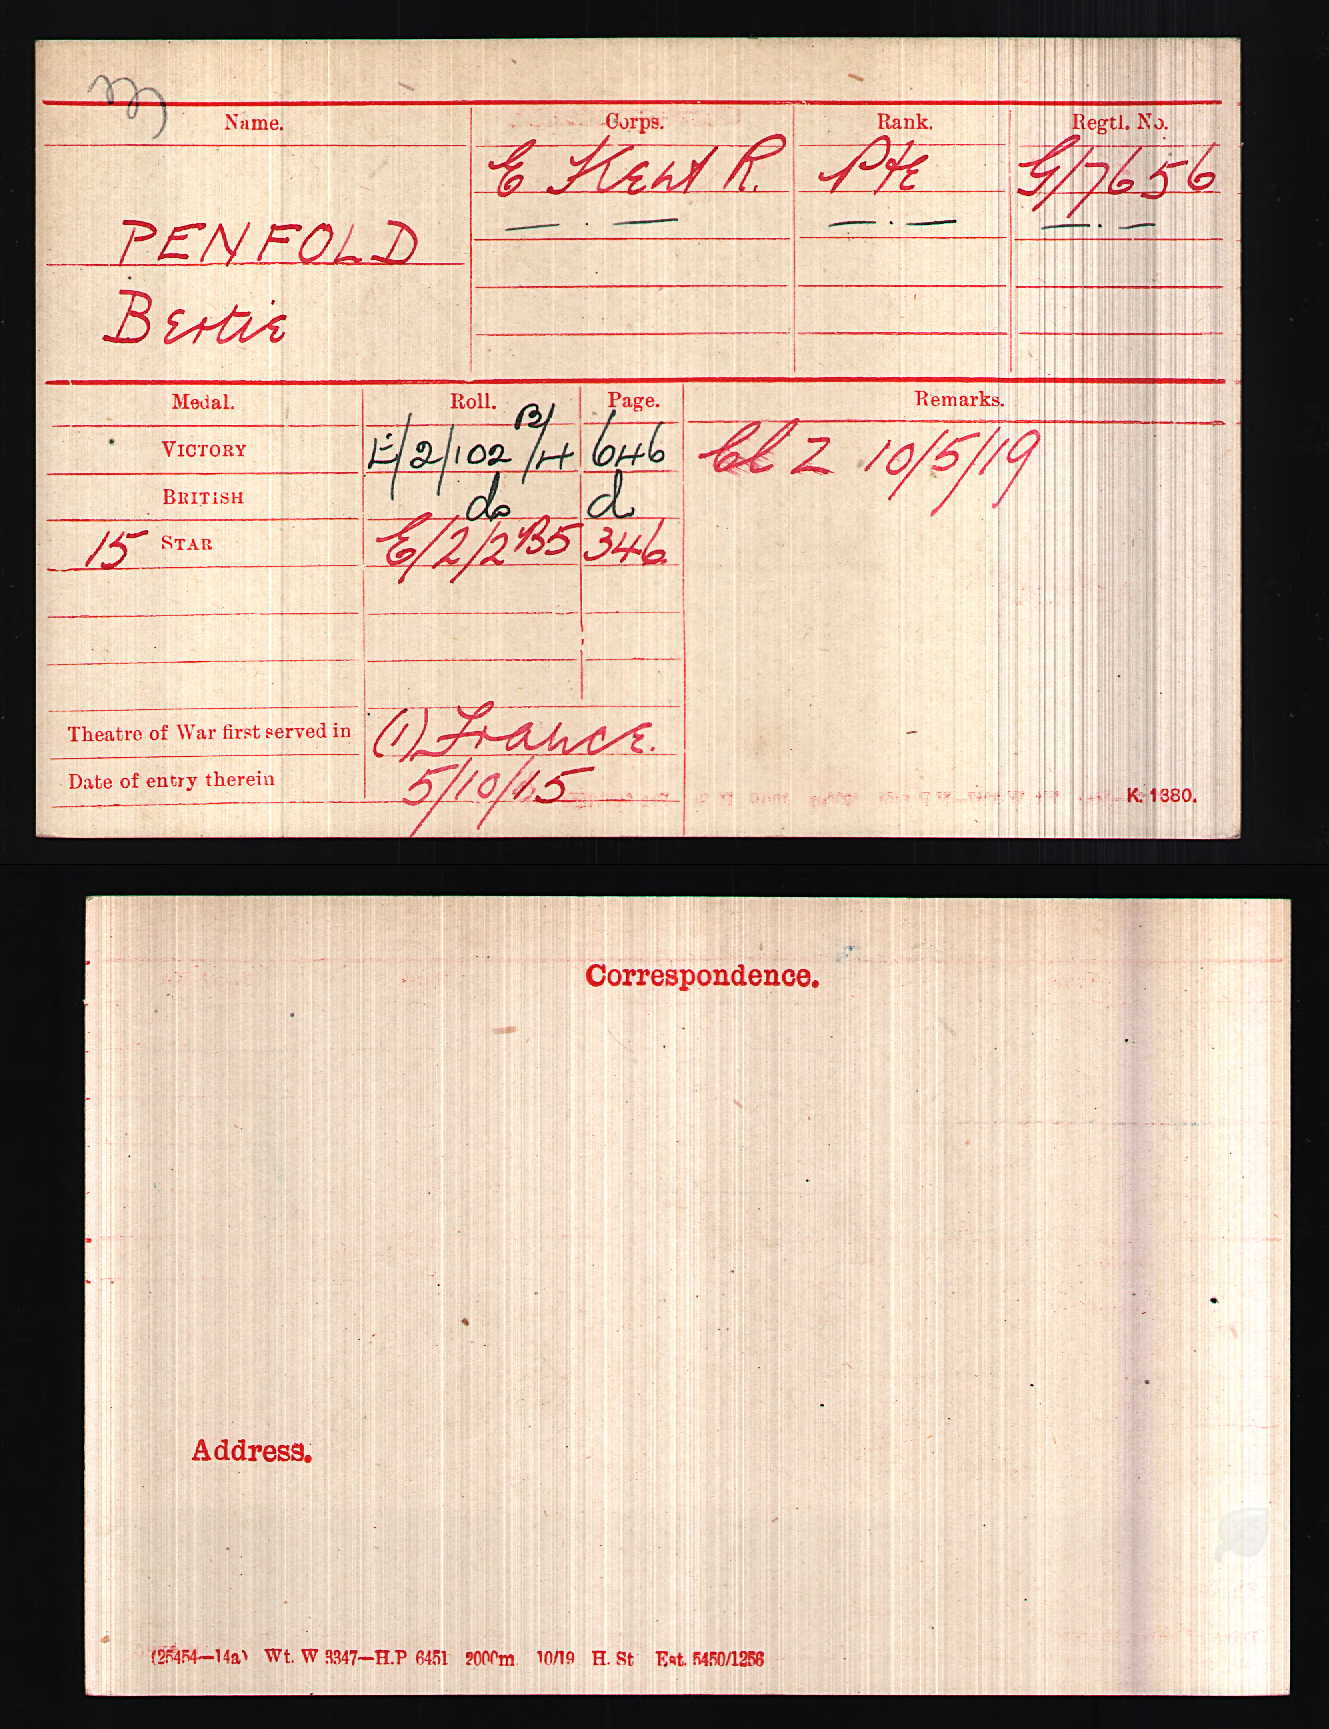 Name. Corps. Rank. Regtl. No.
E Kent R. Pte G/7656
PENFOLD — . — — . — — . —
Bertie
Medal. Roll. Page. Remarks.
VICTORY E/2/102 B/4 646 Cl Z 10/5/19
BRITISH do do
15 STAR E/2/2 B5 346
Theatre of War first served in (1) France.
Date of entry therein 5/10/15
K. 1380.
Correspondence.
Address.
(25454—14a) Wt. W 3347—H.P 6451 2000m 10/19 H. St Est. 5450/1256